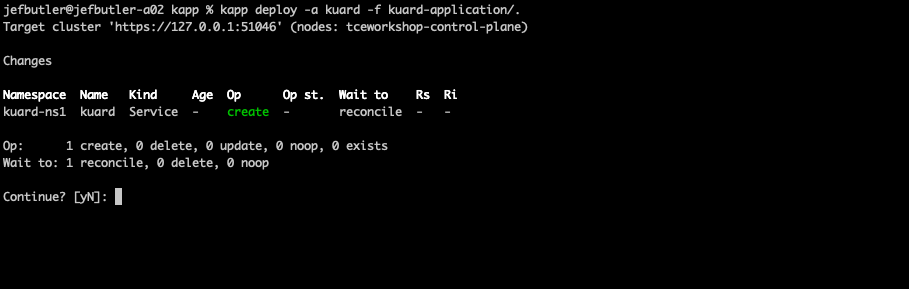 jefbutler@jefbutler-a02 kapp % kapp deploy -a kuard -f kuard-application/.
Target cluster 'https://127.0.0.1:51046' (nodes: tceworkshop-control-plane)
Changes
Namespace  Name   Kind     Age  Op      Op st.  Wait to    Rs  Ri
kuard-ns1  kuard  Service  -    create  -       reconcile  -   -
Op:      1 create, 0 delete, 0 update, 0 noop, 0 exists
Wait to: 1 reconcile, 0 delete, 0 noop
Continue? [yN]: